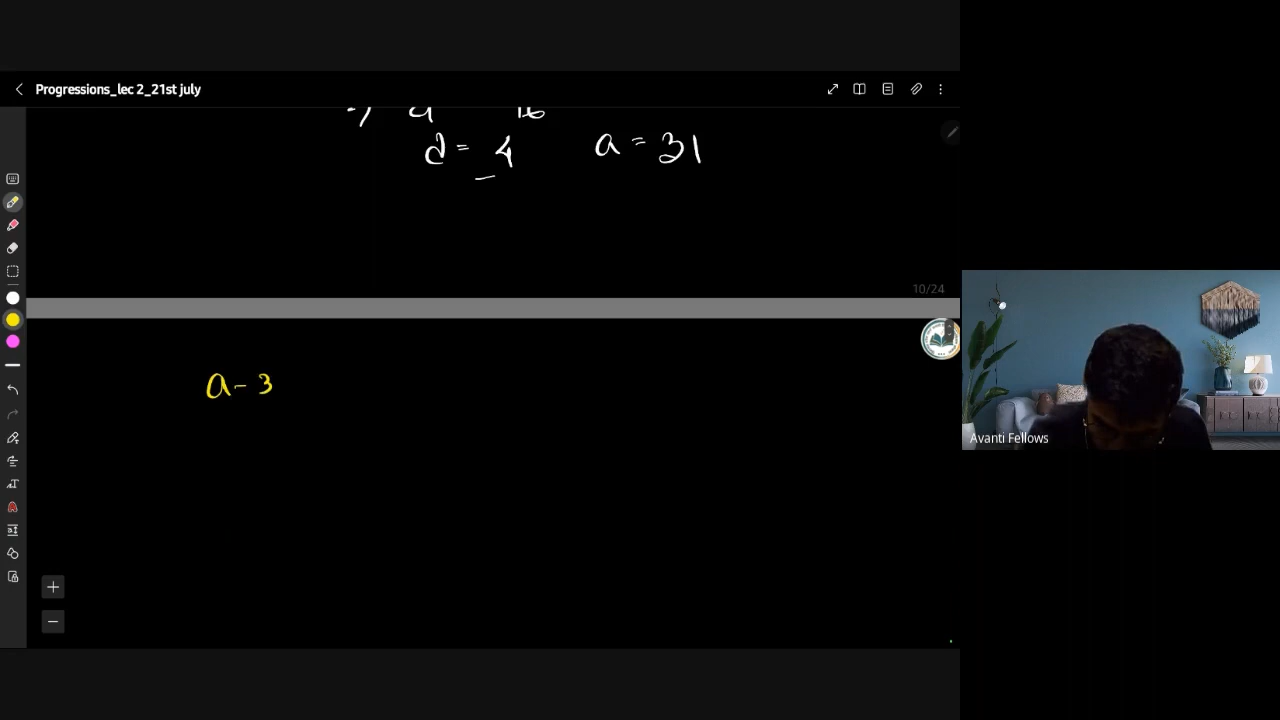 Progressions_lec 2_21st july
d = 4 a = 31
10/24
a - 3
Avanti Fellows